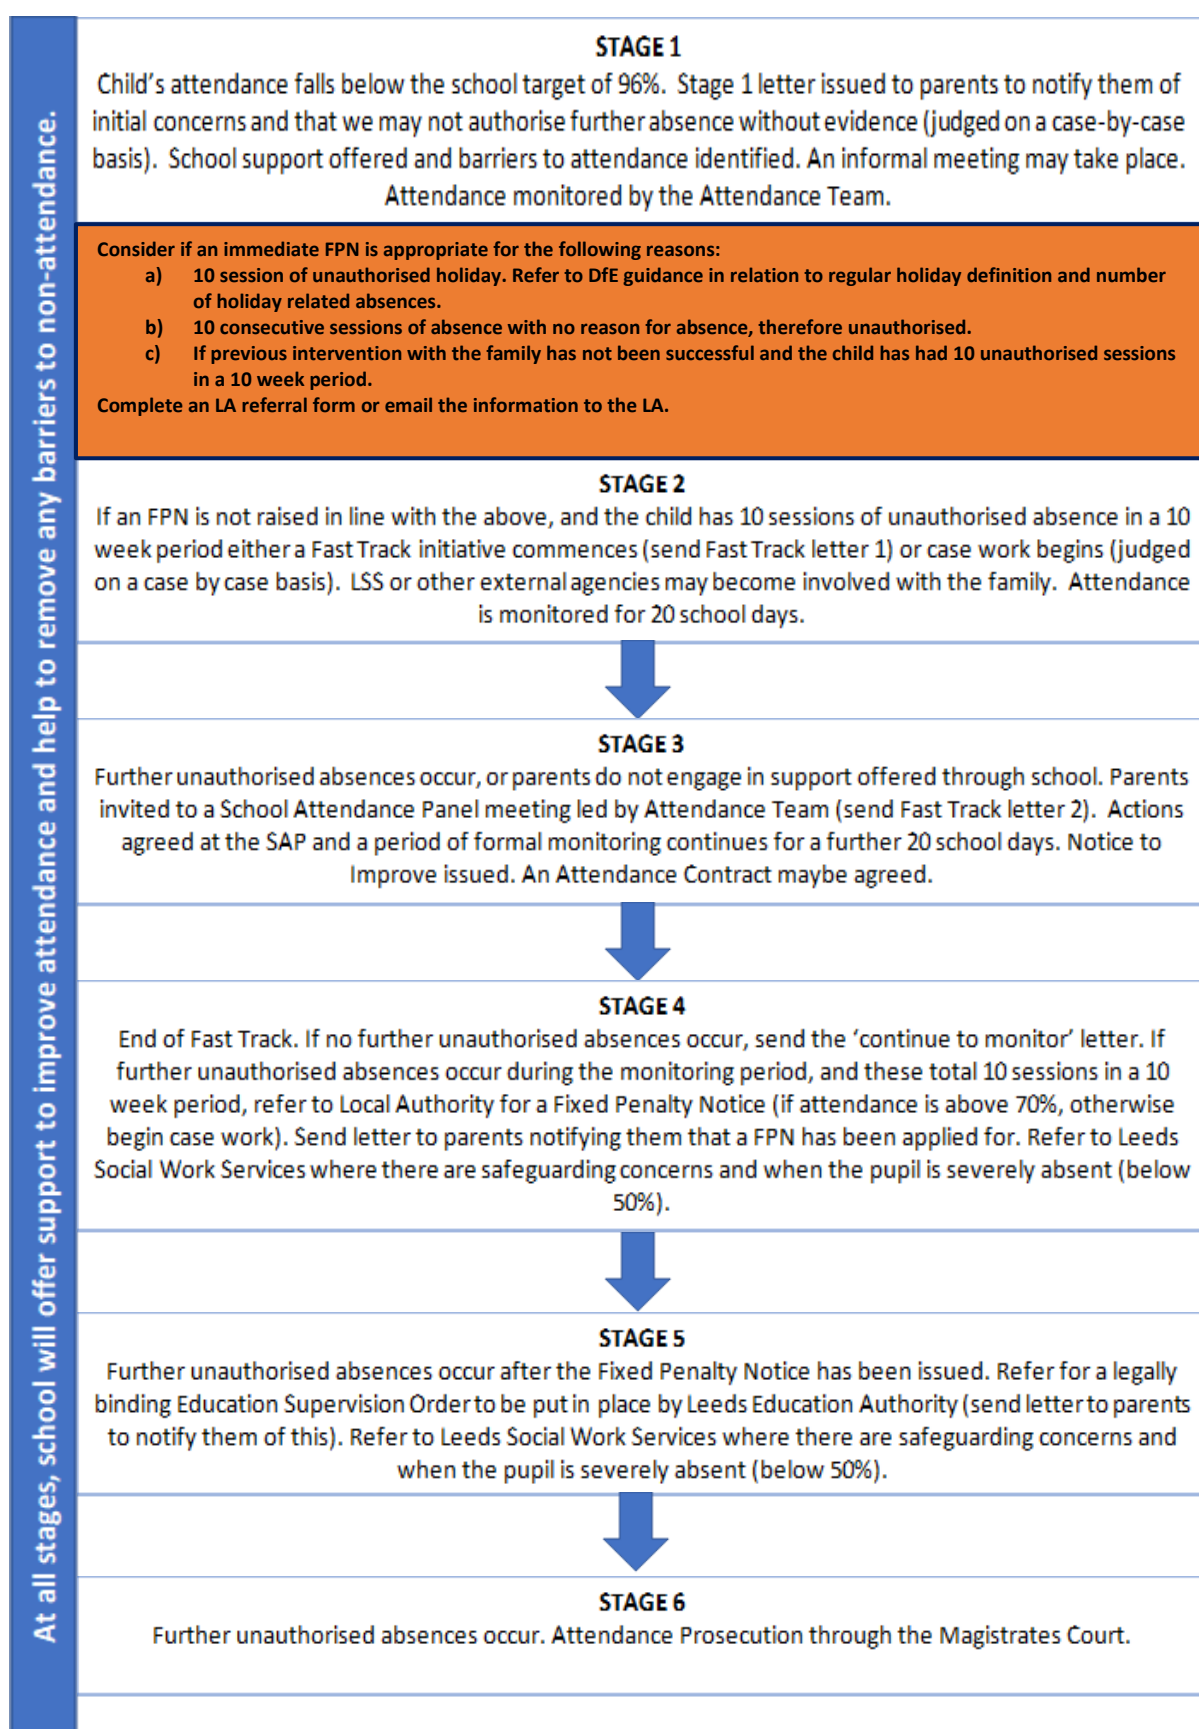 At all stages, school will offer support to improve attendance and help to remove any barriers to non-attendance.
STAGE 1
Child's attendance falls below the school target of 96%. Stage 1 letter issued to parents to notify them of
initial concerns and that we may not authorise further absence without evidence (judged on a case-by-case
basis). School support offered and barriers to attendance identified. An informal meeting may take place.
Attendance monitored by the Attendance Team.
Consider if an immediate FPN is appropriate for the following reasons:
a) 10 session of unauthorised holiday. Refer to DfE guidance in relation to regular holiday definition and number
of holiday related absences.
b) 10 consecutive sessions of absence with no reason for absence, therefore unauthorised.
c) If previous intervention with the family has not been successful and the child has had 10 unauthorised sessions
in a 10 week period.
Complete an LA referral form or email the information to the LA.
STAGE 2
If an FPN is not raised in line with the above, and the child has 10 sessions of unauthorised absence in a 10
week period either a Fast Track initiative commences (send Fast Track letter 1) or case work begins (judged
on a case by case basis). LSS or other external agencies may become involved with the family. Attendance
is monitored for 20 school days.
STAGE 3
Further unauthorised absences occur, or parents do not engage in support offered through school. Parents
invited to a School Attendance Panel meeting led by Attendance Team (send Fast Track letter 2). Actions
agreed at the SAP and a period of formal monitoring continues for a further 20 school days. Notice to
Improve issued. An Attendance Contract maybe agreed.
STAGE 4
End of Fast Track. If no further unauthorised absences occur, send the 'continue to monitor' letter. If
further unauthorised absences occur during the monitoring period, and these total 10 sessions in a 10
week period, refer to Local Authority for a Fixed Penalty Notice (if attendance is above 70%, otherwise
begin case work). Send letter to parents notifying them that a FPN has been applied for. Refer to Leeds
Social Work Services where there are safeguarding concerns and when the pupil is severely absent (below
50%).
STAGE 5
Further unauthorised absences occur after the Fixed Penalty Notice has been issued. Refer for a legally
binding Education Supervision Order to be put in place by Leeds Education Authority (send letter to parents
to notify them of this). Refer to Leeds Social Work Services where there are safeguarding concerns and
when the pupil is severely absent (below 50%).
STAGE 6
Further unauthorised absences occur. Attendance Prosecution through the Magistrates Court.